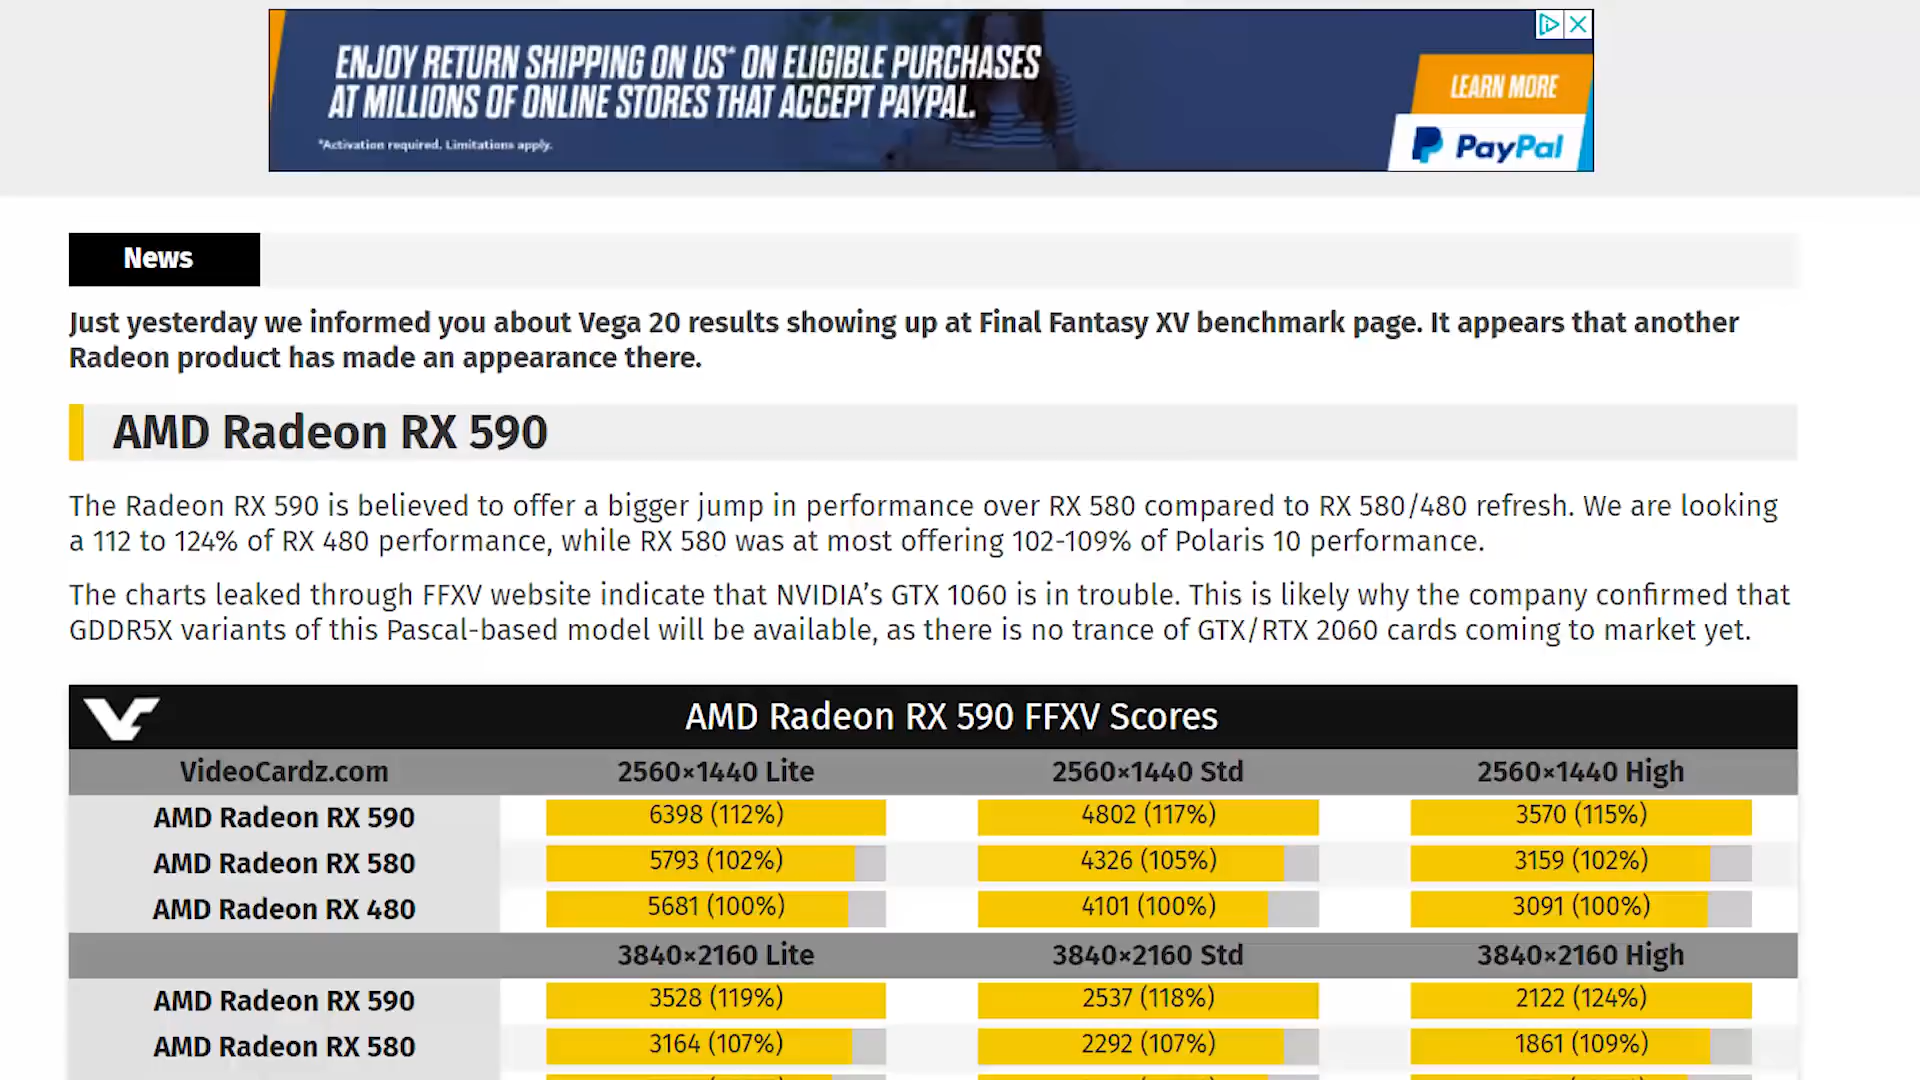 ENJOY RETURN SHIPPING ON US* ON ELIGIBLE PURCHASES
AT MILLIONS OF ONLINE STORES THAT ACCEPT PAYPAL.
*Activation required. Limitations apply.
LEARN MORE
PayPal
News
Just yesterday we informed you about Vega 20 results showing up at Final Fantasy XV benchmark page. It appears that another
Radeon product has made an appearance there.
AMD Radeon RX 590
The Radeon RX 590 is believed to offer a bigger jump in performance over RX 580 compared to RX 580/480 refresh. We are looking
a 112 to 124% of RX 480 performance, while RX 580 was at most offering 102-109% of Polaris 10 performance.
The charts leaked through FFXV website indicate that NVIDIA’s GTX 1060 is in trouble. This is likely why the company confirmed that
GDDR5X variants of this Pascal-based model will be available, as there is no trance of GTX/RTX 2060 cards coming to market yet.
AMD Radeon RX 590 FFXV Scores
VideoCardz.com 2560×1440 Lite 2560×1440 Std 2560×1440 High
AMD Radeon RX 590 6398 (112%) 4802 (117%) 3570 (115%)
AMD Radeon RX 580 5793 (102%) 4326 (105%) 3159 (102%)
AMD Radeon RX 480 5681 (100%) 4101 (100%) 3091 (100%)
3840×2160 Lite 3840×2160 Std 3840×2160 High
AMD Radeon RX 590 3528 (119%) 2537 (118%) 2122 (124%)
AMD Radeon RX 580 3164 (107%) 2292 (107%) 1861 (109%)